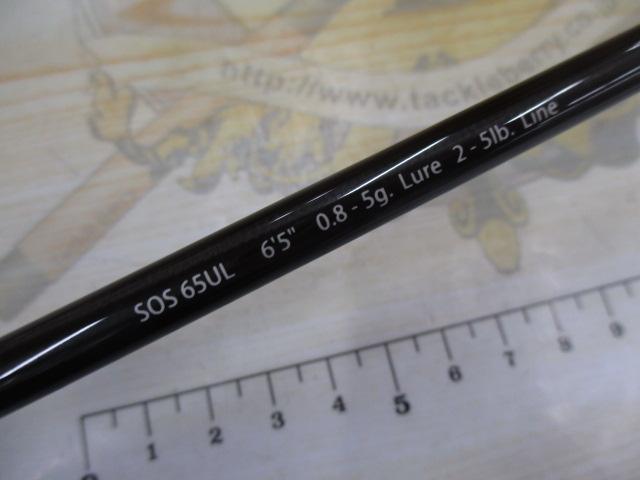 http://www.tackleberry.co.
SOS 65UL 6'5" 0.8 - 5g. Lure 2 - 5lb. Line
0 1 2 3 4 5 6 7 8 9